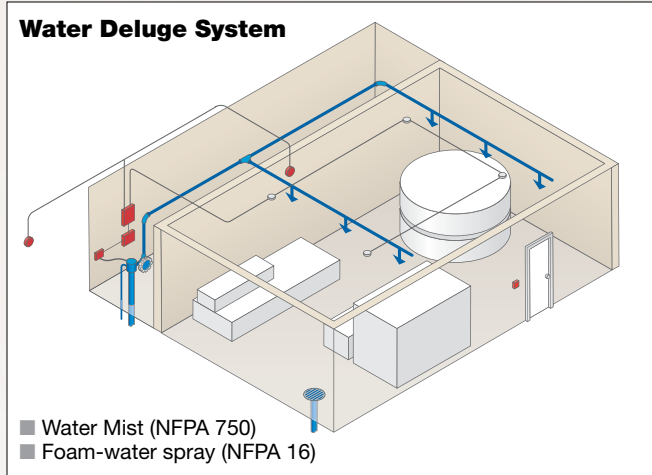 Water Deluge System
■ Water Mist (NFPA 750)
■ Foam-water spray (NFPA 16)